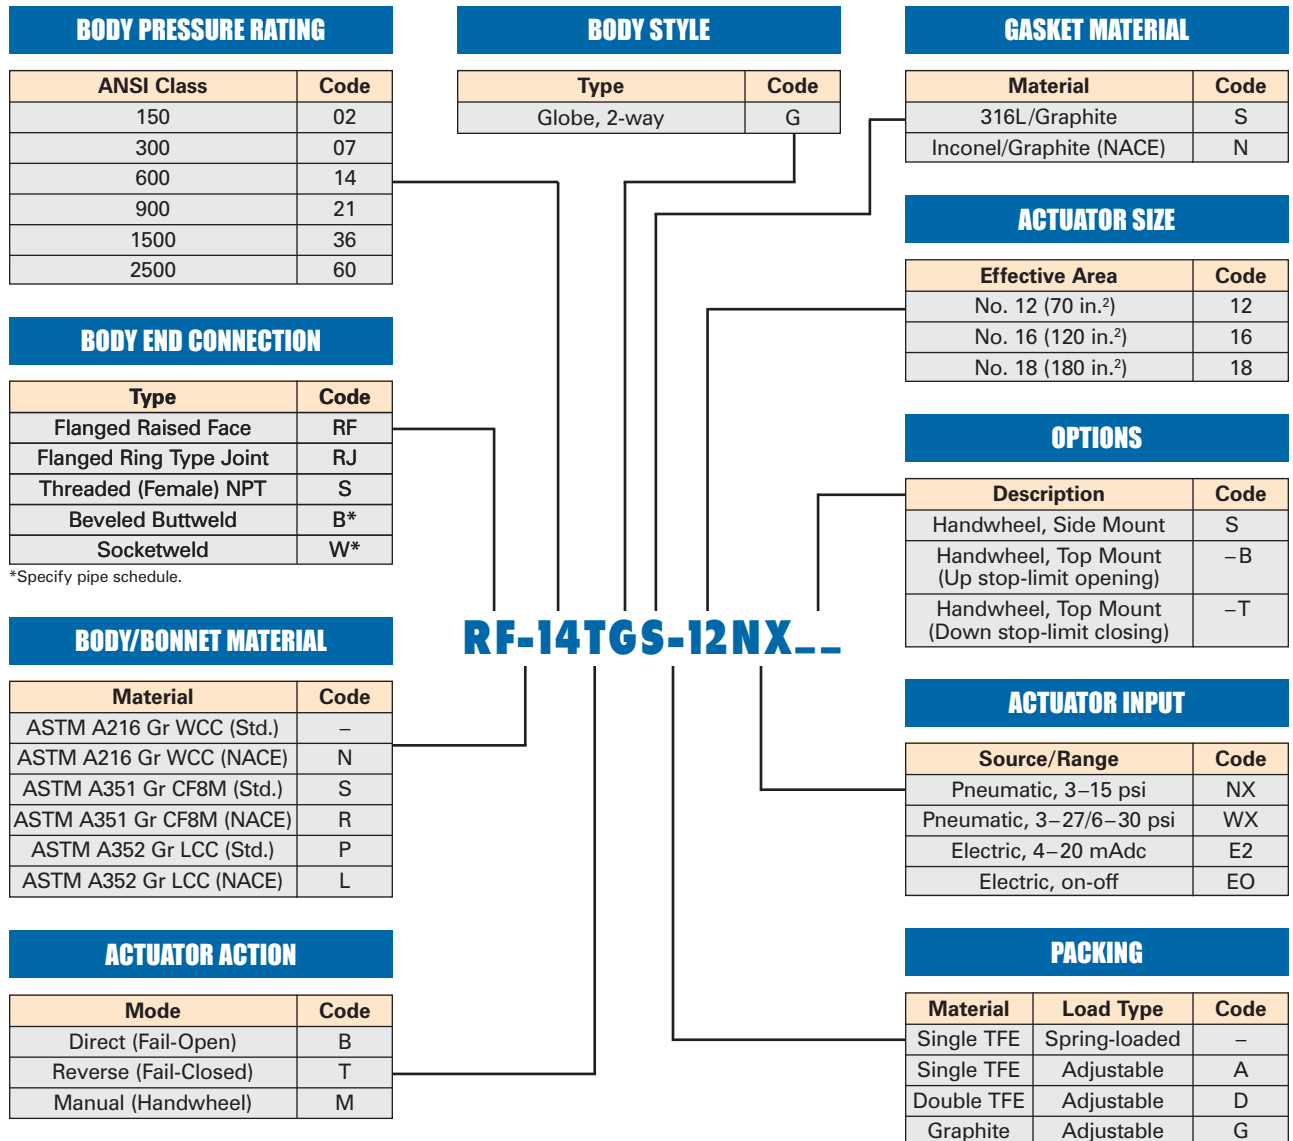 BODY PRESSURE RATING
ANSI Class Code
150 02
300 07
600 14
900 21
1500 36
2500 60
BODY END CONNECTION
Type Code
Flanged Raised Face RF
Flanged Ring Type Joint RJ
Threaded (Female) NPT S
Beveled Buttweld B*
Socketweld W*
*Specify pipe schedule.
BODY/BONNET MATERIAL
Material Code
ASTM A216 Gr WCC (Std.) –
ASTM A216 Gr WCC (NACE) N
ASTM A351 Gr CF8M (Std.) S
ASTM A351 Gr CF8M (NACE) R
ASTM A352 Gr LCC (Std.) P
ASTM A352 Gr LCC (NACE) L
ACTUATOR ACTION
Mode Code
Direct (Fail-Open) B
Reverse (Fail-Closed) T
Manual (Handwheel) M
BODY STYLE
Type Code
Globe, 2-way G
RF-14TGS-12NX__
GASKET MATERIAL
Material Code
316L/Graphite S
Inconel/Graphite (NACE) N
ACTUATOR SIZE
Effective Area Code
No. 12 (70 in.²) 12
No. 16 (120 in.²) 16
No. 18 (180 in.²) 18
OPTIONS
Description Code
Handwheel, Side Mount S
Handwheel, Top Mount –B
(Up stop-limit opening)
Handwheel, Top Mount –T
(Down stop-limit closing)
ACTUATOR INPUT
Source/Range Code
Pneumatic, 3–15 psi NX
Pneumatic, 3–27/6–30 psi WX
Electric, 4–20 mAdc E2
Electric, on-off EO
PACKING
Material Load Type Code
Single TFE Spring-loaded –
Single TFE Adjustable A
Double TFE Adjustable D
Graphite Adjustable G